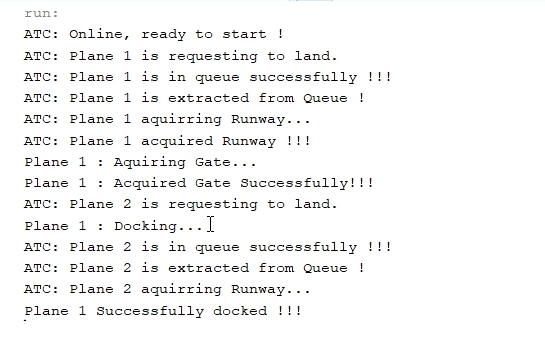 run:
ATC: Online, ready to start !
ATC: Plane 1 is requesting to land.
ATC: Plane 1 is in queue successfully !!!
ATC: Plane 1 is extracted from Queue !
ATC: Plane 1 aquirring Runway...
ATC: Plane 1 acquired Runway !!!
Plane 1 : Aquiring Gate...
Plane 1 : Acquired Gate Successfully!!!
ATC: Plane 2 is requesting to land.
Plane 1 : Docking...
ATC: Plane 2 is in queue successfully !!!
ATC: Plane 2 is extracted from Queue !
ATC: Plane 2 aquirring Runway...
Plane 1 Successfully docked !!!